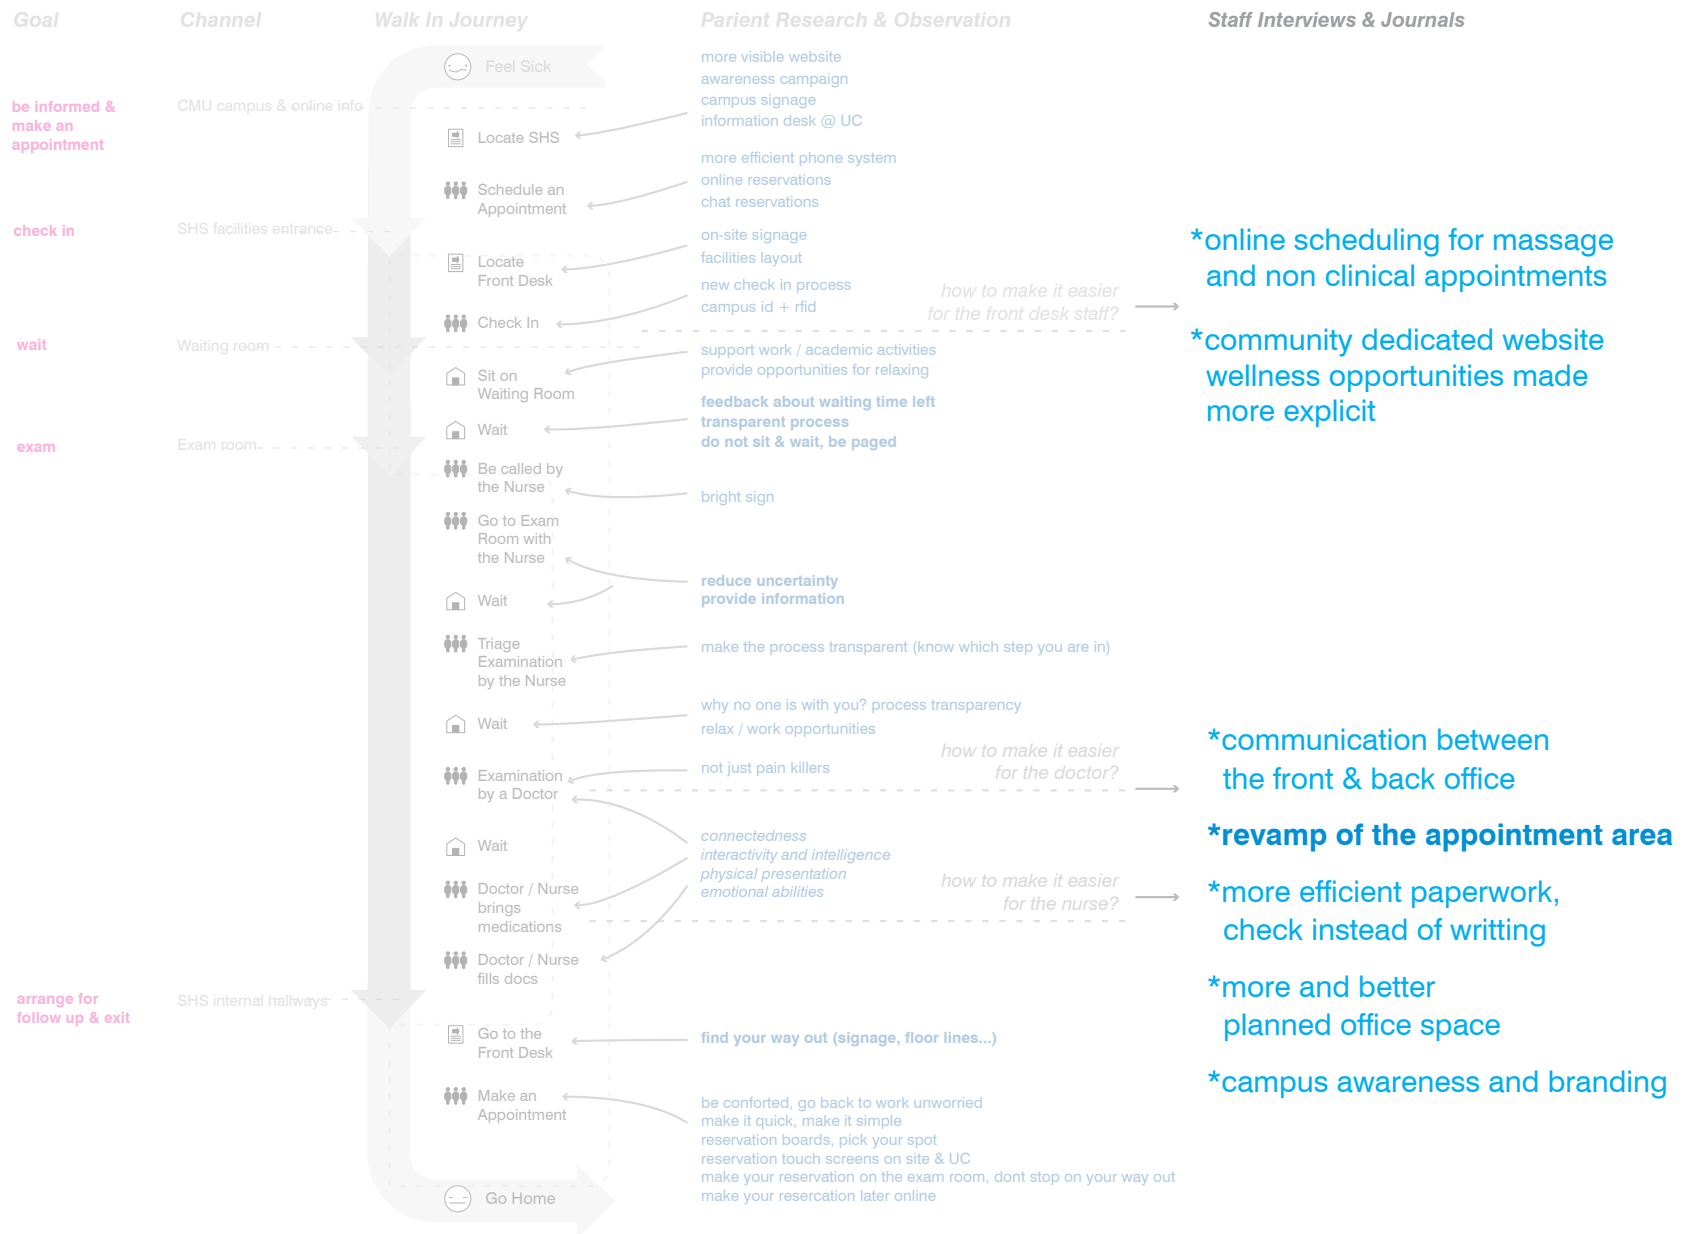 Goal
Channel
Walk In Journey
Parient Research & Observation
Staff Interviews & Journals
be informed &
make an
appointment
check in
wait
exam
arrange for
follow up & exit
CMU campus & online info
SHS facilities entrance
Waiting room
Exam room
SHS internal hallways
Feel Sick
Locate SHS
Schedule an
Appointment
Locate
Front Desk
Check In
Sit on
Waiting Room
Wait
Be called by
the Nurse
Go to Exam
Room with
the Nurse
Wait
Triage
Examination
by the Nurse
Wait
Examination
by a Doctor
Wait
Doctor / Nurse
brings
medications
Doctor / Nurse
fills docs
Go to the
Front Desk
Make an
Appointment
Go Home
more visible website
awareness campaign
campus signage
information desk @ UC
more efficient phone system
online reservations
chat reservations
on-site signage
facilities layout
new check in process
campus id + rfid
how to make it easier
for the front desk staff?
support work / academic activities
provide opportunities for relaxing
feedback about waiting time left
transparent process
do not sit & wait, be paged
bright sign
reduce uncertainty
provide information
make the process transparent (know which step you are in)
why no one is with you? process transparency
relax / work opportunities
how to make it easier
for the doctor?
not just pain killers
connectedness
interactivity and intelligence
physical presentation
emotional abilities
how to make it easier
for the nurse?
find your way out (signage, floor lines...)
be conforted, go back to work unworried
make it quick, make it simple
reservation boards, pick your spot
reservation touch screens on site & UC
make your reservation on the exam room, dont stop on your way out
make your resercation later online
*online scheduling for massage
and non clinical appointments
*community dedicated website
wellness opportunities made
more explicit
*communication between
the front & back office
*revamp of the appointment area
*more efficient paperwork,
check instead of writting
*more and better
planned office space
*campus awareness and branding